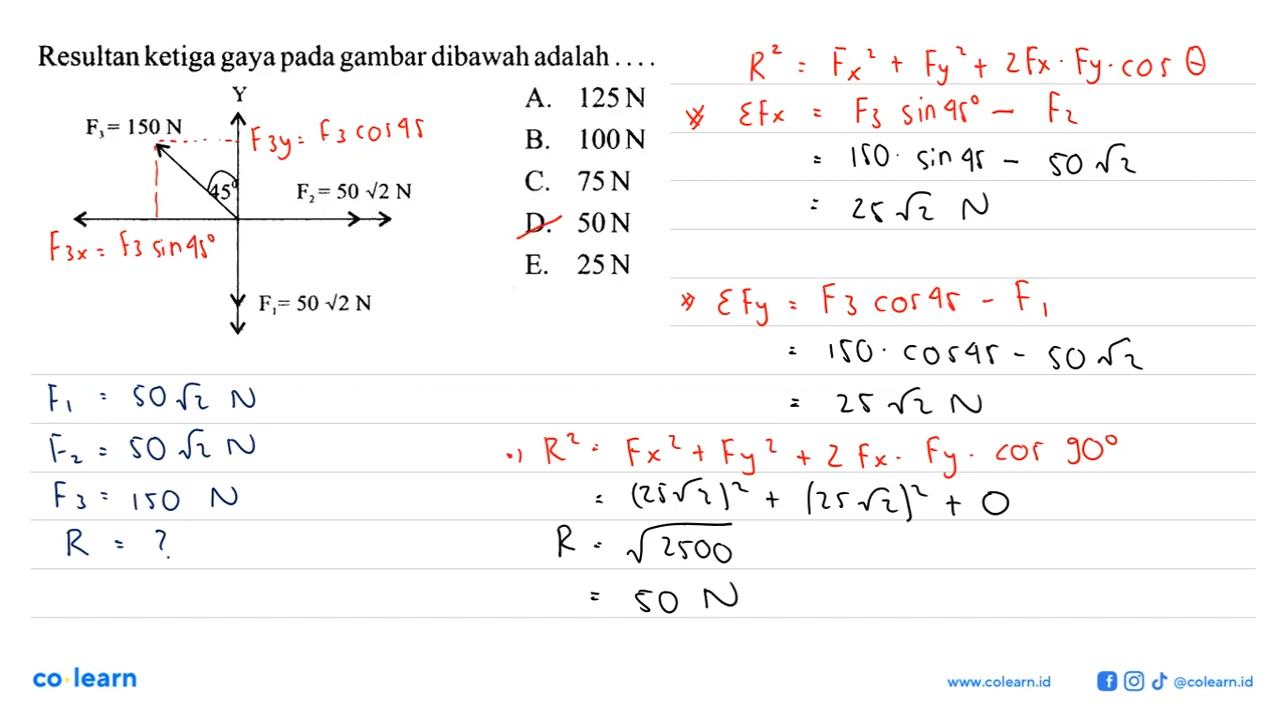 Resultan ketiga gaya pada gambar dibawah adalah ....
Y
F₃= 150 N
F3y = F3 cos 45
45°
F₂= 50 √2 N
F3x = F3 sin 45°
F₁= 50 √2 N
A. 125 N
B. 100 N
C. 75 N
D. 50 N
E. 25 N
F1 = 50√2 N
F2 = 50√2 N
F3 = 150 N
R = ?
R² = Fx² + Fy² + 2Fx · Fy · cos θ
» ΣFx = F3 sin 45° - F2
= 150 · sin 45 - 50√2
= 25√2 N
» ΣFy = F3 cos 45 - F1
= 150 · cos 45 - 50√2
= 25√2 N
•) R² = Fx² + Fy² + 2 Fx · Fy · cos 90°
= (25√2)² + (25√2)² + 0
R = √2500
= 50 N
co·learn
www.colearn.id
@colearn.id